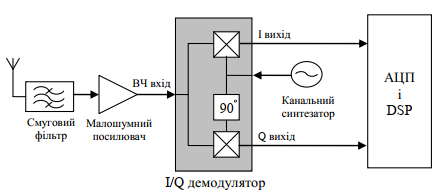 I вихід
ВЧ вхід
АЦП
і
DSP
90°
Канальний
синтезатор
Смуговий
фільтр
Малошумний
посилювач
Q вихід
I/Q демодулятор